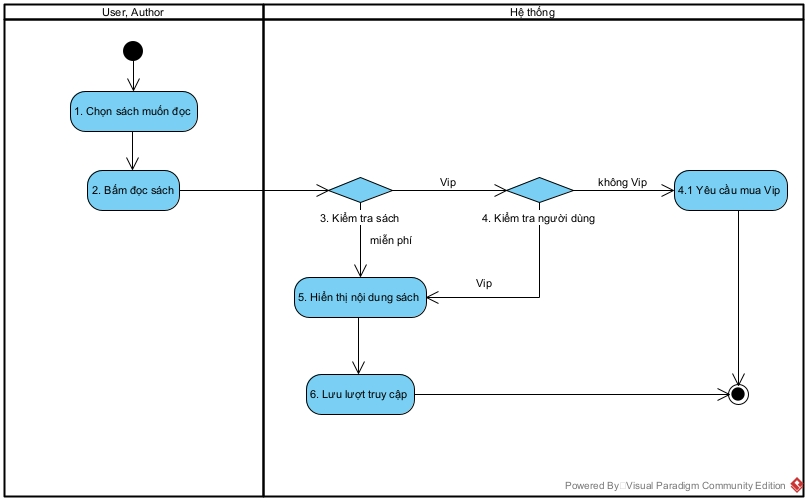 User, Author
Hệ thống
1. Chọn sách muốn đọc
2. Bấm đọc sách
Vip
không Vip
4.1 Yêu cầu mua Vip
3. Kiểm tra sách
4. Kiểm tra người dùng
miễn phí
Vip
5. Hiển thị nội dung sách
6. Lưu lượt truy cập
Powered By Visual Paradigm Community Edition